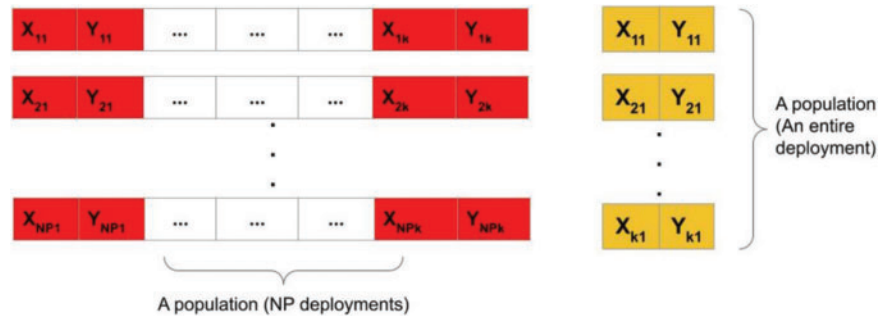 X11 Y11 ... ... ... X1k Y1k X11 Y11
X21 Y21 ... ... ... X2k Y2k X21 Y21
XNP1 YNP1 ... ... ... XNPk YNPk Xk1 Yk1
A population
(An entire
deployment)
A population (NP deployments)